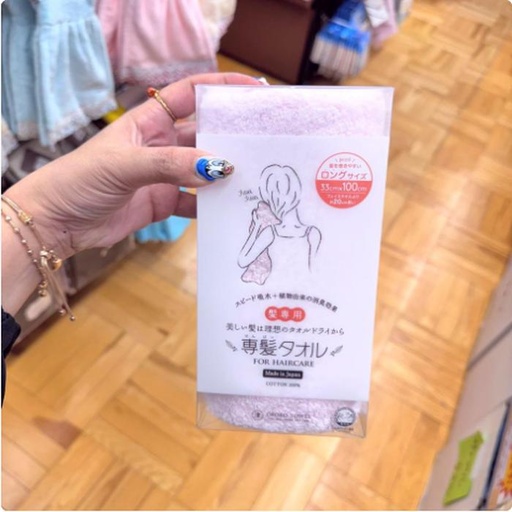 ロングサイズ
33cm×100cm
スピード吸水+植物由来の消臭効果
髪専用
美しい髪は理想のタオルドライから
専髪タオル
FOR HAIRCARE
Made in Japan
COTTON 100%